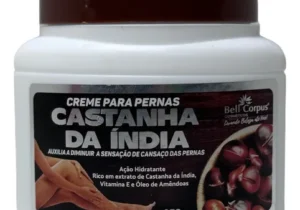 CREME PARA PERNAS
CASTANHA
DA ÍNDIA
AUXILIA A DIMINUIR A SENSAÇÃO DE CANSAÇO DAS PERNAS
Bell Corpus
Ação Hidratante
Rico em extrato de Castanha da Índia,
Vitamina E e Óleo de Amêndoas